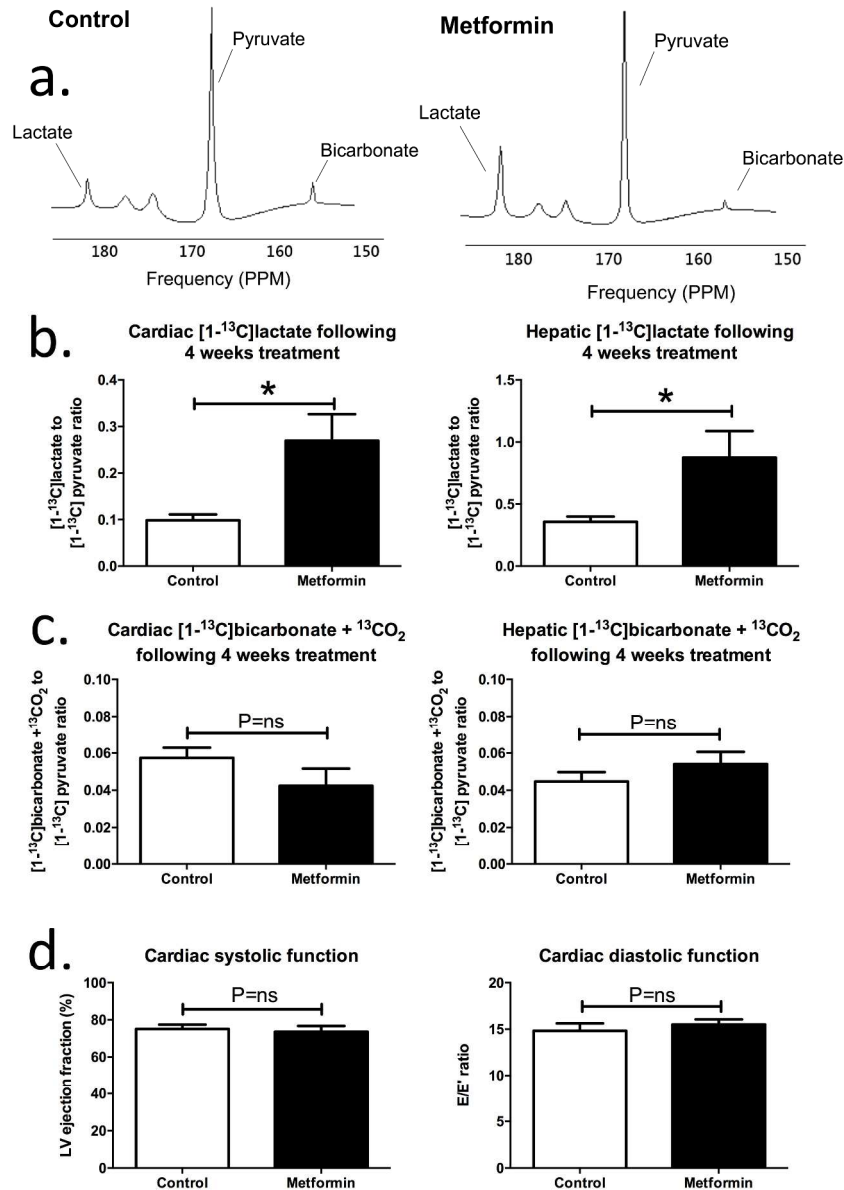 Control
Metformin
a.
Pyruvate
Lactate
Bicarbonate
180
170
160
150
Frequency (PPM)
Pyruvate
Lactate
Bicarbonate
180
170
160
150
Frequency (PPM)
b.
Cardiac [1-¹³C]lactate following
4 weeks treatment
[1-¹³C]lactate to
[1-¹³C] pyruvate ratio
0.4
0.3
0.2
0.1
0.0
*
Control
Metformin
Hepatic [1-¹³C]lactate following
4 weeks treatment
[1-¹³C]lactate to
[1-¹³C] pyruvate ratio
1.5
1.0
0.5
0.0
*
Control
Metformin
c.
Cardiac [1-¹³C]bicarbonate + ¹³CO₂
following 4 weeks treatment
[1-¹³C]bicarbonate +¹³CO₂ to
[1-¹³C] pyruvate ratio
0.10
0.08
0.06
0.04
0.02
0.00
P=ns
Control
Metformin
Hepatic [1-¹³C]bicarbonate + ¹³CO₂
following 4 weeks treatment
[1-¹³C]bicarbonate +¹³CO₂ to
[1-¹³C] pyruvate ratio
0.10
0.08
0.06
0.04
0.02
0.00
P=ns
Control
Metformin
d.
Cardiac systolic function
LV ejection fraction (%)
100
80
60
40
20
0
P=ns
Control
Metformin
Cardiac diastolic function
E/E' ratio
20
15
10
5
0
P=ns
Control
Metformin